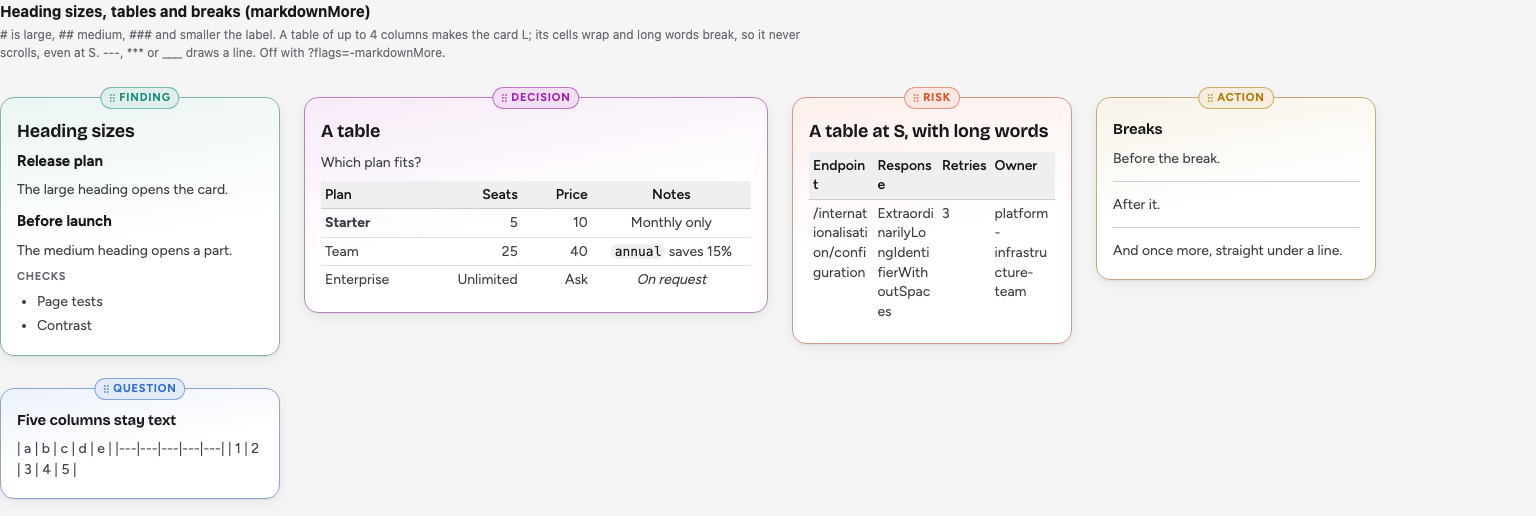 Heading sizes, tables and breaks (markdownMore)
# is large, ## medium, ### and smaller the label. A table of up to 4 columns makes the card L; its cells wrap and long words break, so it never
scrolls, even at S. ---, *** or ___ draws a line. Off with ?flags=-markdownMore.
FINDING
Heading sizes
Release plan
The large heading opens the card.
Before launch
The medium heading opens a part.
CHECKS
• Page tests
• Contrast
DECISION
A table
Which plan fits?
Plan Seats Price Notes
Starter 5 10 Monthly only
Team 25 40 annual saves 15%
Enterprise Unlimited Ask On request
RISK
A table at S, with long words
Endpoin Respons Retries Owner
t e
/internat Extraordi 3 platform
ionalisati narilyLo -
on/confi ngIdenti infrastru
guration fierWith cture-
outSpac team
es
ACTION
Breaks
Before the break.
After it.
And once more, straight under a line.
QUESTION
Five columns stay text
| a | b | c | d | e | |---|---|---|---|---| | 1 | 2
| 3 | 4 | 5 |